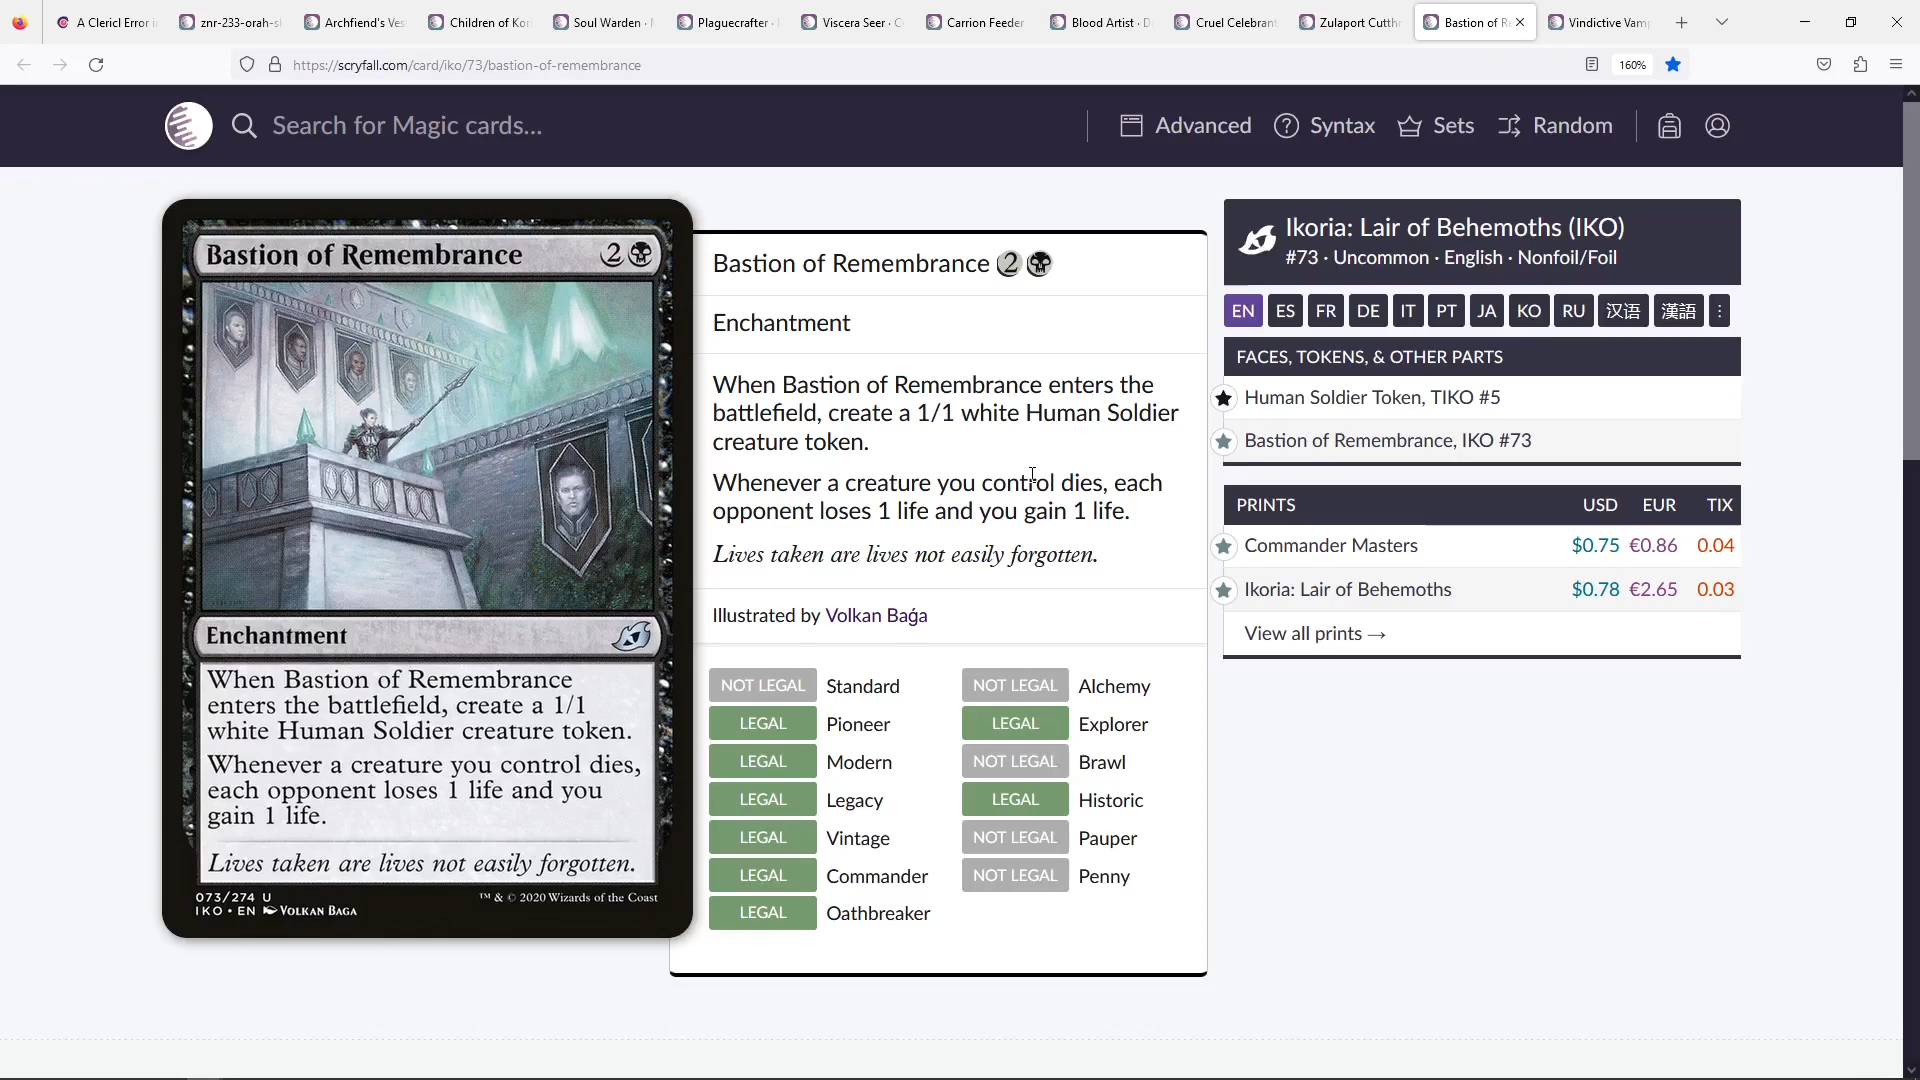 A Clericl Error in
znr-233-orah-sk
Archfiend's Ves
Children of Kor
Soul Warden ·
Plaguecrafter ·
Viscera Seer · C
Carrion Feeder
Blood Artist · D
Cruel Celebrant
Zulaport Cutthr
Bastion of Re
Vindictive Vamp
https://scryfall.com/card/iko/73/bastion-of-remembrance
160%
Search for Magic cards...
Advanced
Syntax
Sets
Random
Bastion of Remembrance 2
Enchantment
When Bastion of Remembrance
enters the battlefield, create a 1/1
white Human Soldier creature token.
Whenever a creature you control dies,
each opponent loses 1 life and you
gain 1 life.
Lives taken are lives not easily forgotten.
073/274 U
IKO • EN VOLKAN BAGA
™ & © 2020 Wizards of the Coast
Bastion of Remembrance 2
Enchantment
When Bastion of Remembrance enters the
battlefield, create a 1/1 white Human Soldier
creature token.
Whenever a creature you control dies, each
opponent loses 1 life and you gain 1 life.
Lives taken are lives not easily forgotten.
Illustrated by Volkan Baǵa
NOT LEGAL Standard NOT LEGAL Alchemy
LEGAL Pioneer LEGAL Explorer
LEGAL Modern NOT LEGAL Brawl
LEGAL Legacy LEGAL Historic
LEGAL Vintage NOT LEGAL Pauper
LEGAL Commander NOT LEGAL Penny
LEGAL Oathbreaker
Ikoria: Lair of Behemoths (IKO)
#73 · Uncommon · English · Nonfoil/Foil
EN ES FR DE IT PT JA KO RU 汉语 漢語
FACES, TOKENS, & OTHER PARTS
Human Soldier Token, TIKO #5
Bastion of Remembrance, IKO #73
PRINTS USD EUR TIX
Commander Masters $0.75 €0.86 0.04
Ikoria: Lair of Behemoths $0.78 €2.65 0.03
View all prints →